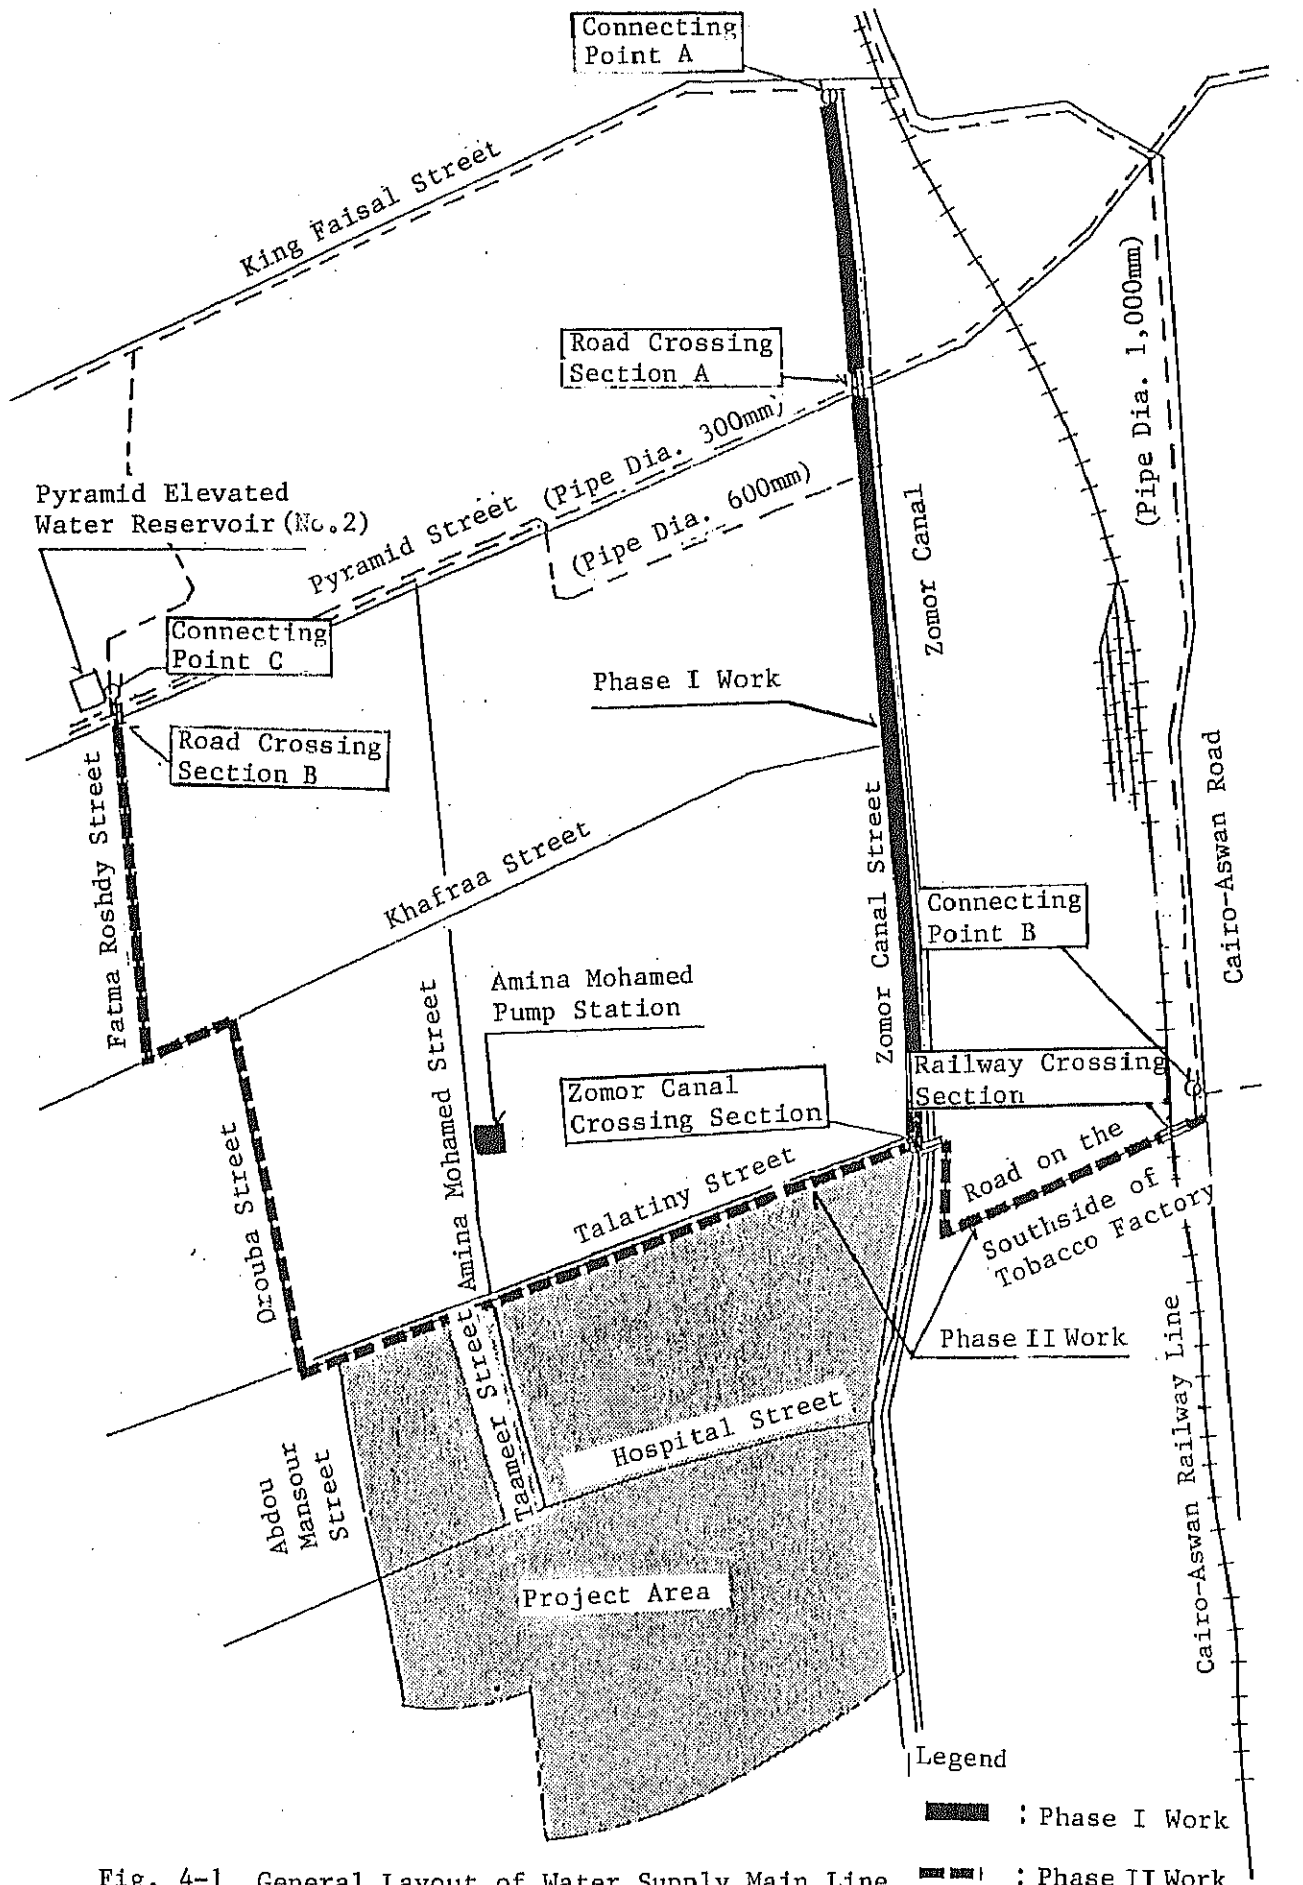 Connecting
Point A
King Faisal Street
Road Crossing
Section A
(Pipe Dia. 1,000mm)
Pyramid Elevated
Water Reservoir (No.2)
Pyramid Street (Pipe Dia. 300mm)
(Pipe Dia. 600mm)
Zomor Canal
Connecting
Point C
Phase I Work
Road Crossing
Section B
Fatma Roshdy Street
Khafraa Street
Zomor Canal Street
Cairo-Aswan Road
Connecting
Point B
Amina Mohamed
Pump Station
Amina Mohamed Street
Railway Crossing
Section
Zomor Canal
Crossing Section
Orouba Street
Talatiny Street
Road on the
Southside of
Tobacco Factory
Phase II Work
Taameer Street
Hospital Street
Abdou
Mansour
Street
Cairo-Aswan Railway Line
Project Area
Legend
: Phase I Work
: Phase II Work
Fig. 4-1 General Layout of Water Supply Main Line